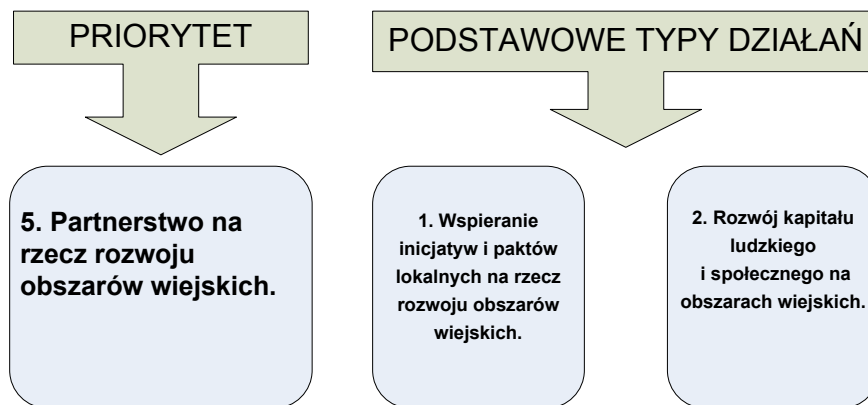 PRIORYTET
PODSTAWOWE TYPY DZIAŁAŃ
5. Partnerstwo na
rzecz rozwoju
obszarów wiejskich.
1. Wspieranie
inicjatyw i paktów
lokalnych na rzecz
rozwoju obszarów
wiejskich.
2. Rozwój kapitału
ludzkiego
i społecznego na
obszarach wiejskich.